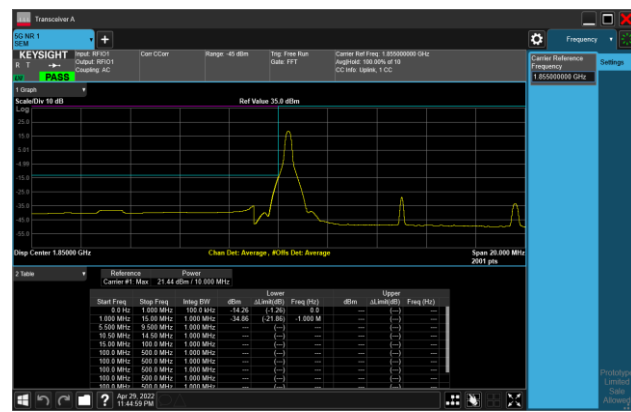 Transceiver A
5G NR 1
SEM
Frequency
KEYSIGHT
R T
PASS
Input: RFIO1
Output: RFIO1
Coupling: AC
Corr CCorr
Range: -45 dBm
Trig: Free Run
Gate: FFT
Carrier Ref Freq: 1.855000000 GHz
Avg|Hold: 100.00% of 10
CC Info: Uplink, 1 CC
Carrier Reference
Frequency
1.855000000 GHz
Settings
1 Graph
Scale/Div 10 dB
Ref Value 35.0 dBm
Log
25.0
15.0
5.01
-4.99
-15.0
-25.0
-35.0
-45.0
-55.0
Disp Center 1.85000 GHz
Chan Det: Average , #Offs Det: Average
Span 20.000 MHz
2001 pts
2 Table
Reference Power
Carrier #1 Max 21.44 dBm / 10.000 MHz
Lower Upper
Start Freq Stop Freq Integ BW dBm ΔLimit(dB) Freq (Hz) dBm ΔLimit(dB) Freq (Hz)
0.0 Hz 1.000 MHz 100.0 kHz -14.26 (-1.26) 0.0 --- (---) ---
1.000 MHz 15.00 MHz 1.000 MHz -34.86 (-21.86) -1.000 M --- (---) ---
5.500 MHz 9.500 MHz 1.000 MHz --- (---) --- --- (---) ---
10.50 MHz 14.50 MHz 1.000 MHz --- (---) --- --- (---) ---
15.00 MHz 100.0 MHz 1.000 MHz --- (---) --- --- (---) ---
100.0 MHz 500.0 MHz 1.000 MHz --- (---) --- --- (---) ---
100.0 MHz 500.0 MHz 1.000 MHz --- (---) --- --- (---) ---
100.0 MHz 500.0 MHz 1.000 MHz --- (---) --- --- (---) ---
100.0 MHz 500.0 MHz 1.000 MHz --- (---) --- --- (---) ---
Prototype
Limited
Sale
Allowed
Apr 29, 2022
11:44:59 PM